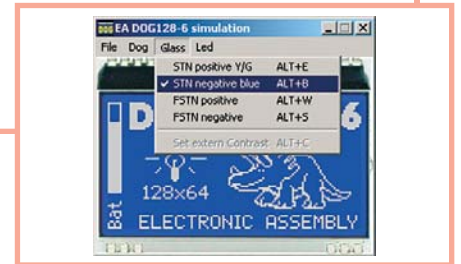 EA DOG128-6 simulation
File Dog Glass Led
STN positive Y/G ALT+E
✓ STN negative blue ALT+B
FSTN positive ALT+W
FSTN negative ALT+S
Set extern Contrast ALT+C
D 6
128x64
Bat
ELECTRONIC ASSEMBLY